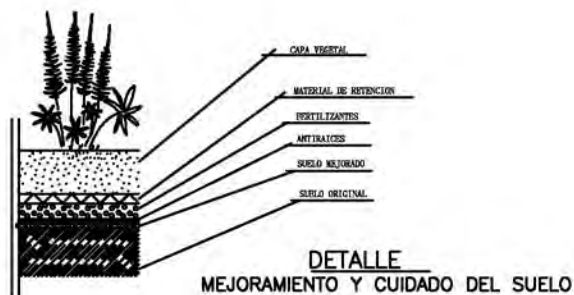 CAPA VEGETAL
MATERIAL DE RETENCION
FERTILIZANTES
ANTIRAICES
SUELO MEJORADO
SUELO ORIGINAL
DETALLE
MEJORAMIENTO Y CUIDADO DEL SUELO